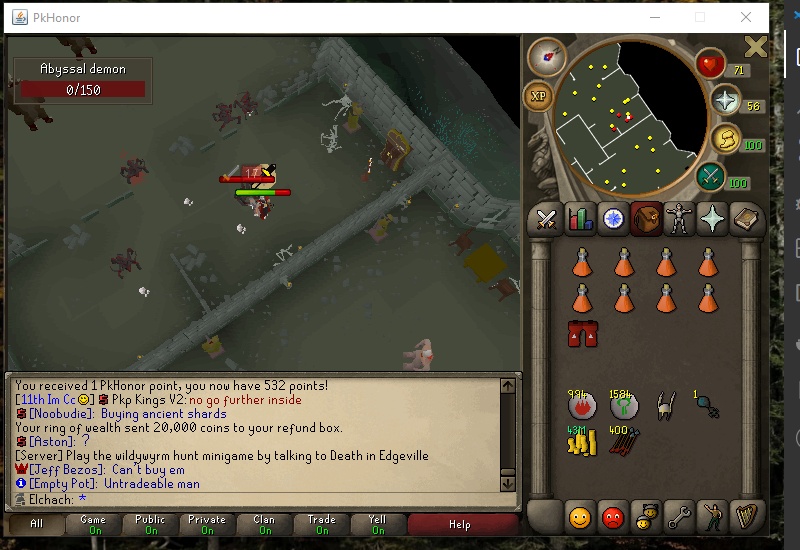 PkHonor
Abyssal demon
0/150
17
XP
71
56
100
100
994
1584
1
43M
400
You received 1 PkHonor point, you now have 532 points!
[11th Im Cc] Pkp Kings V2: no go further inside
[Noobudie]: Buying ancient shards
Your ring of wealth sent 20,000 coins to your refund box.
[Aston]: ?
[Server] Play the wildywyrm hunt minigame by talking to Death in Edgeville
[Jeff Bezos]: Can't buy em
[Empty Pot]: Untradeable man
Elchach: *
All
Game On
Public On
Private On
Clan On
Trade On
Yell On
Help